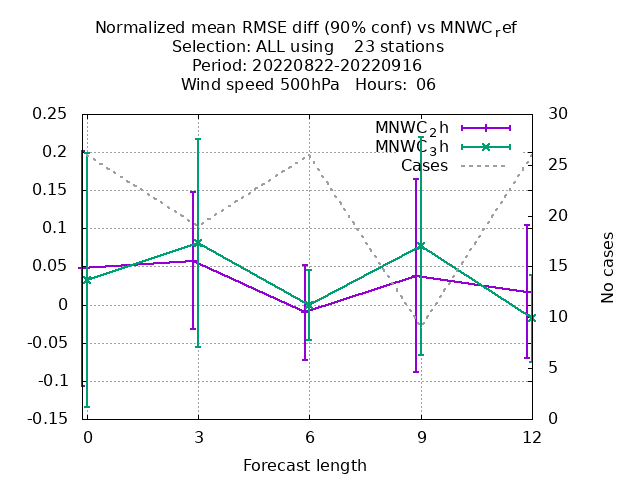 Normalized mean RMSE diff (90% conf) vs MNWC_ref
Selection: ALL using 23 stations
Period: 20220822-20220916
Wind speed 500hPa Hours: 06
MNWC_2h
MNWC_3h
Cases
0.25
0.2
0.15
0.1
0.05
0
-0.05
-0.1
-0.15
30
25
20
15
10
5
0
No cases
0 3 6 9 12
Forecast length